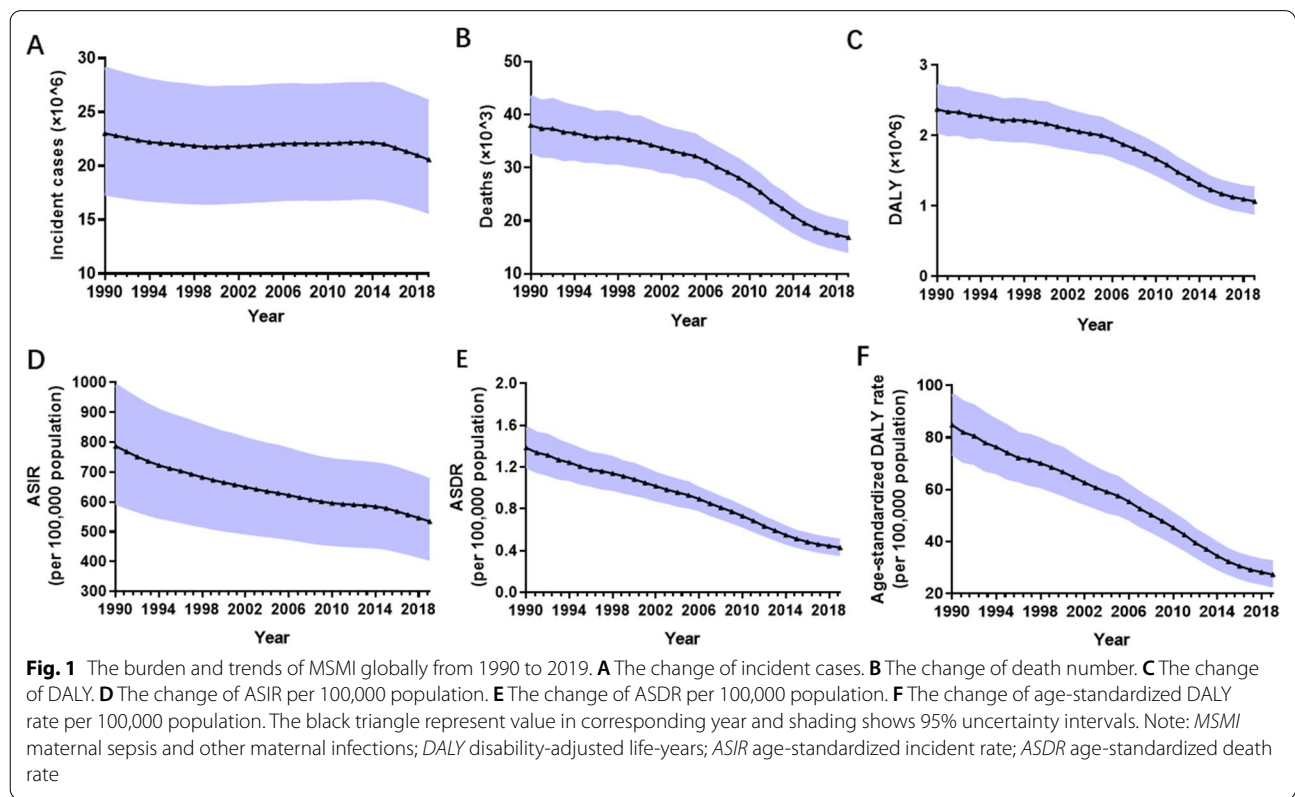 A
Incident cases (×10^6)
30
25
20
15
10
1990 1994 1998 2002 2006 2010 2014 2018
Year
B
Deaths (×10^3)
50
40
30
20
10
1990 1994 1998 2002 2006 2010 2014 2018
Year
C
DALY (×10^6)
3
2
1
0
1990 1994 1998 2002 2006 2010 2014 2018
Year
D
ASIR
(per 100,000 population)
1000
900
800
700
600
500
400
300
1990 1994 1998 2002 2006 2010 2014 2018
Year
E
ASDR
(per 100,000 population)
2.0
1.6
1.2
0.8
0.4
0.0
1990 1994 1998 2002 2006 2010 2014 2018
Year
F
Age-standardized DALY rate
(per 100,000 population)
100
80
60
40
20
1990 1994 1998 2002 2006 2010 2014 2018
Year
Fig. 1 The burden and trends of MSMI globally from 1990 to 2019. A The change of incident cases. B The change of death number. C The change
of DALY. D The change of ASIR per 100,000 population. E The change of ASDR per 100,000 population. F The change of age-standardized DALY
rate per 100,000 population. The black triangle represent value in corresponding year and shading shows 95% uncertainty intervals. Note: MSMI
maternal sepsis and other maternal infections; DALY disability-adjusted life-years; ASIR age-standardized incident rate; ASDR age-standardized death
rate